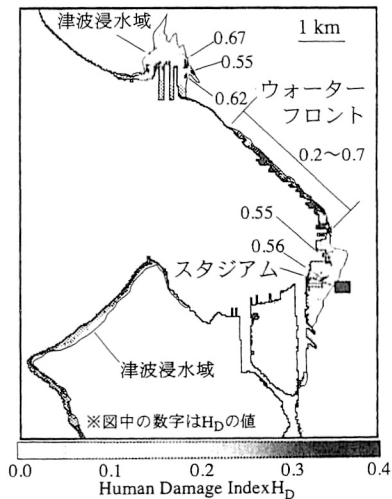 津波浸水域
0.67
0.55
0.62
1 km
ウォーター
フロント
0.2〜0.7
0.55
0.56
スタジアム
津波浸水域
※図中の数字はHDの値
0.0 0.1 0.2 0.3 0.4
Human Damage IndexHD